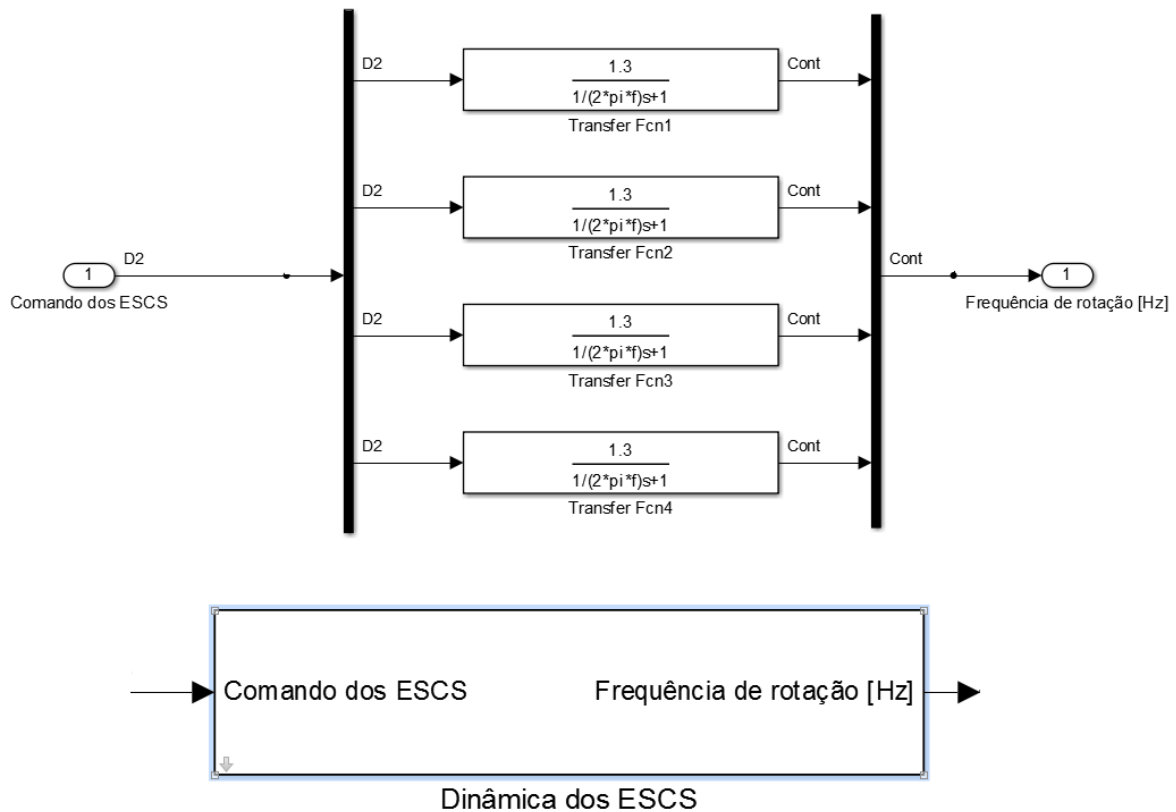 D2
1.3
1/(2*pi*f)s+1
Cont
Transfer Fcn1
D2
1.3
1/(2*pi*f)s+1
Cont
Transfer Fcn2
1
D2
Comando dos ESCS
Cont
1
Frequência de rotação [Hz]
D2
1.3
1/(2*pi*f)s+1
Cont
Transfer Fcn3
D2
1.3
1/(2*pi*f)s+1
Cont
Transfer Fcn4
Comando dos ESCS
Frequência de rotação [Hz]
Dinâmica dos ESCS